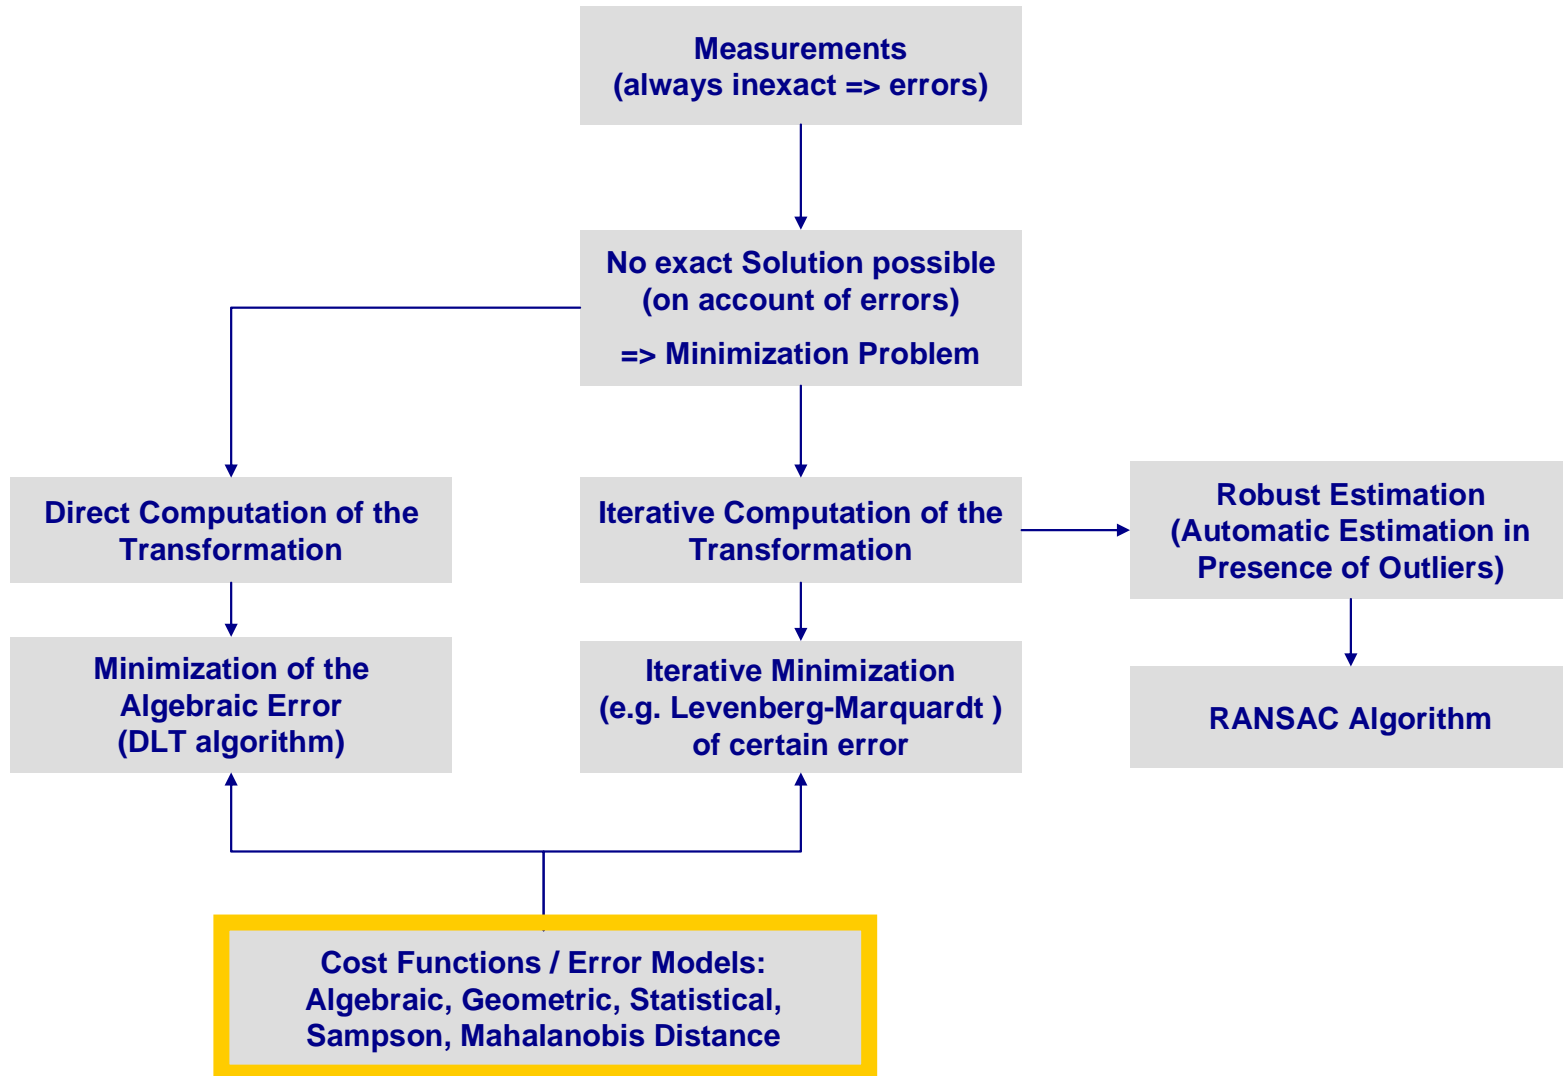 Measurements
(always inexact => errors)
No exact Solution possible
(on account of errors)
=> Minimization Problem
Direct Computation of the
Transformation
Iterative Computation of the
Transformation
Robust Estimation
(Automatic Estimation in
Presence of Outliers)
Minimization of the
Algebraic Error
(DLT algorithm)
Iterative Minimization
(e.g. Levenberg-Marquardt )
of certain error
RANSAC Algorithm
Cost Functions / Error Models:
Algebraic, Geometric, Statistical,
Sampson, Mahalanobis Distance